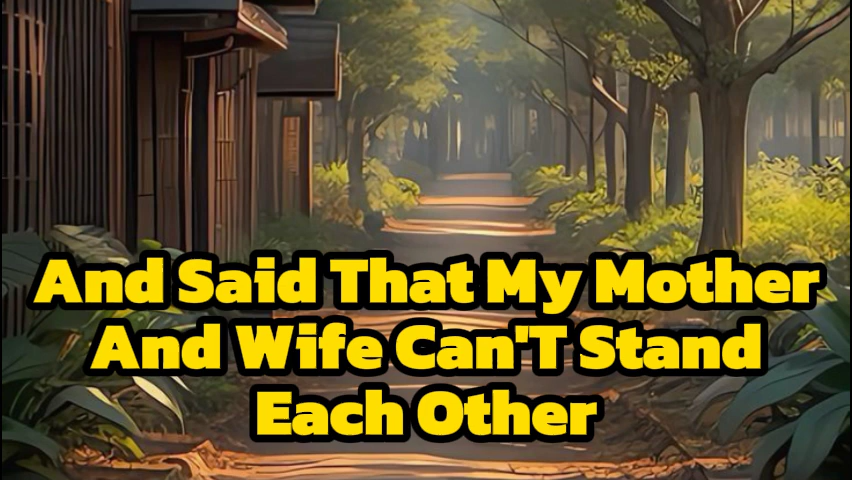 And Said That My Mother
And Wife Can'T Stand
Each Other